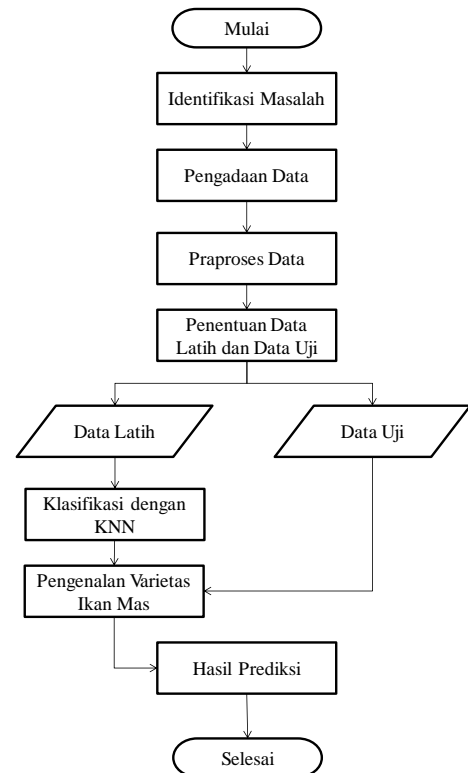 Mulai
Identifikasi Masalah
Pengadaan Data
Praproses Data
Penentuan Data
Latih dan Data Uji
Data Latih
Data Uji
Klasifikasi dengan
KNN
Pengenalan Varietas
Ikan Mas
Hasil Prediksi
Selesai